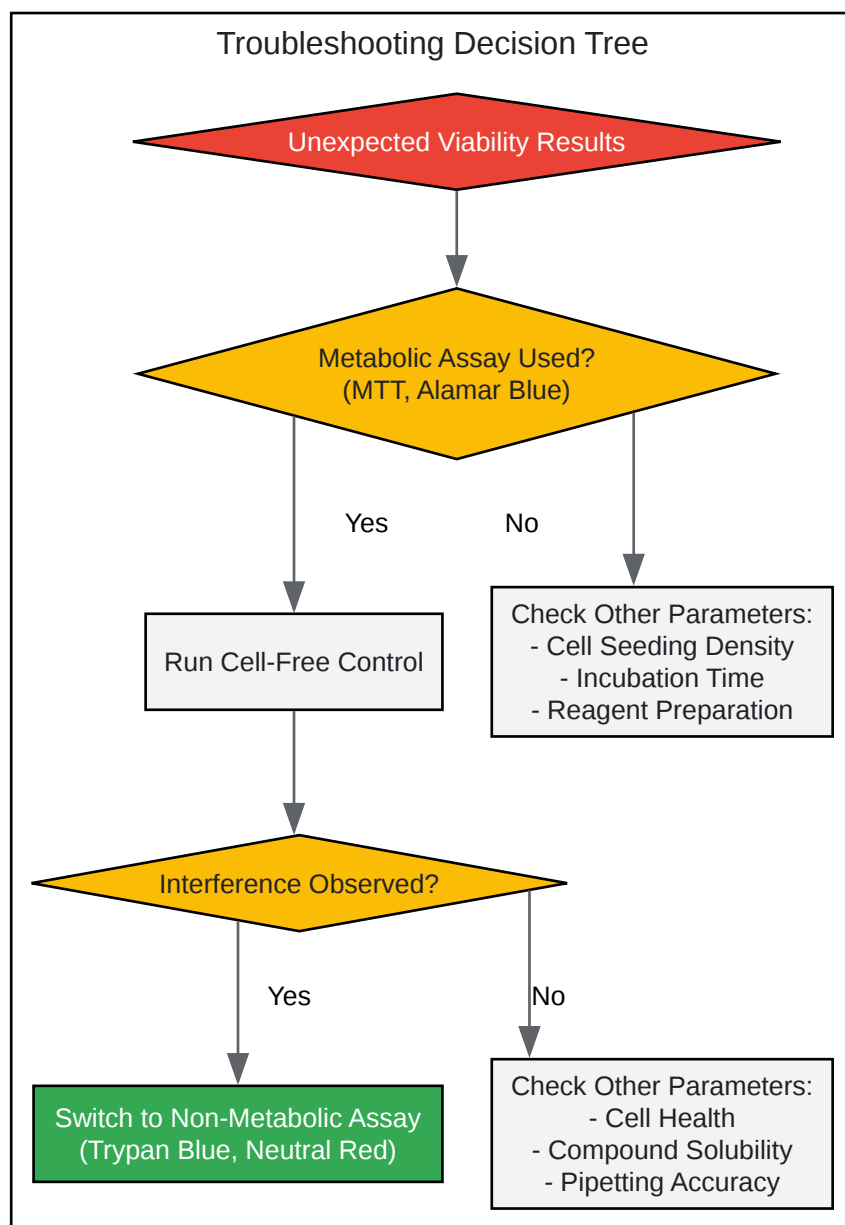 Troubleshooting Decision Tree
Unexpected Viability Results
Metabolic Assay Used?
(MTT, Alamar Blue)
Yes
No
Run Cell-Free Control
Check Other Parameters:
- Cell Seeding Density
- Incubation Time
- Reagent Preparation
Interference Observed?
Yes
No
Switch to Non-Metabolic Assay
(Trypan Blue, Neutral Red)
Check Other Parameters:
- Cell Health
- Compound Solubility
- Pipetting Accuracy